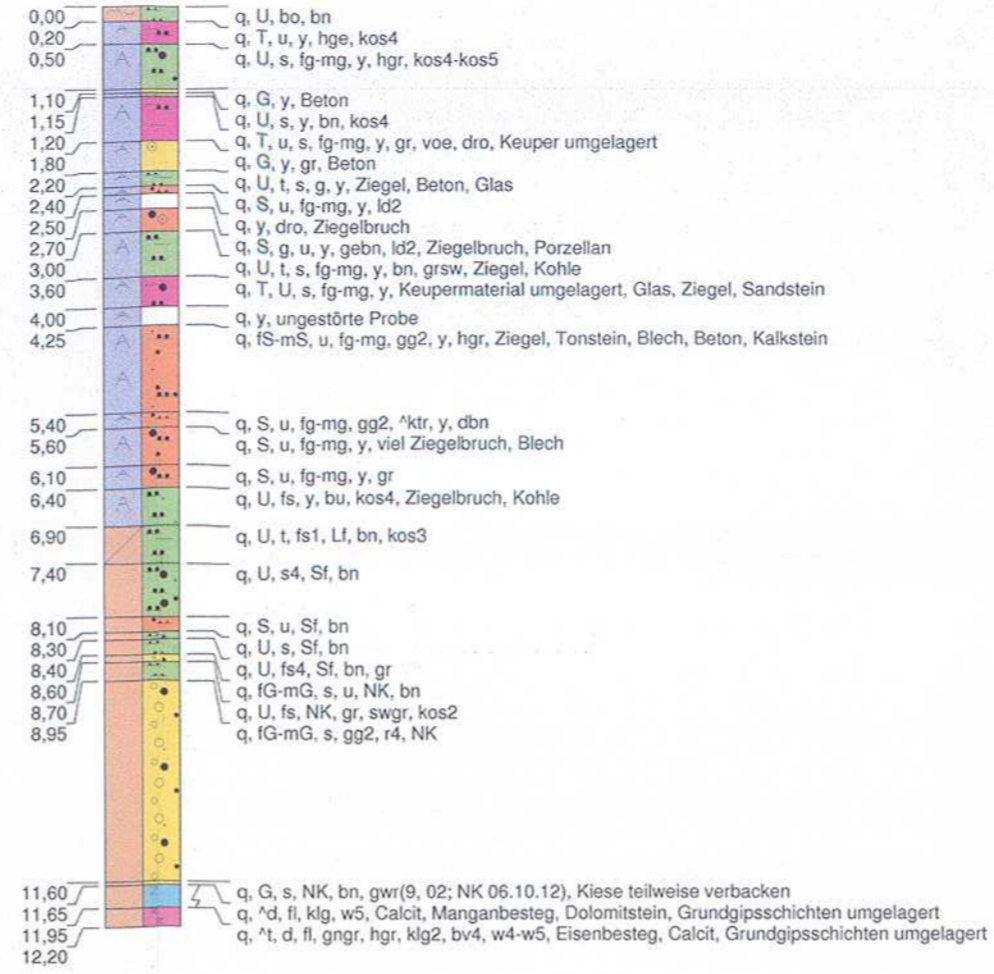 0,00 q, U, bo, bn
0,20 q, T, u, y, hge, kos4
0,50 q, U, s, fg-mg, y, hgr, kos4-kos5
1,10 q, G, y, Beton
1,15 q, U, s, y, bn, kos4
1,20 q, T, u, s, fg-mg, y, gr, voe, dro, Keuper umgelagert
1,80 q, G, y, gr, Beton
2,20 q, U, t, s, g, y, Ziegel, Beton, Glas
2,40 q, S, u, fg-mg, y, ld2
2,50 q, y, dro, Ziegelbruch
2,70 q, S, g, u, y, gebn, ld2, Ziegelbruch, Porzellan
3,00 q, U, t, s, fg-mg, y, bn, grsw, Ziegel, Kohle
3,60 q, T, U, s, fg-mg, y, Keupermaterial umgelagert, Glas, Ziegel, Sandstein
4,00 q, y, ungestörte Probe
4,25 q, fS-mS, u, fg-mg, gg2, y, hgr, Ziegel, Tonstein, Blech, Beton, Kalkstein
5,40 q, S, u, fg-mg, gg2, ^ktr, y, dbn
5,60 q, S, u, fg-mg, y, viel Ziegelbruch, Blech
6,10 q, S, u, fg-mg, y, gr
6,40 q, U, fs, y, bu, kos4, Ziegelbruch, Kohle
6,90 q, U, t, fs1, Lf, bn, kos3
7,40 q, U, s4, Sf, bn
8,10 q, S, u, Sf, bn
8,30 q, U, s, Sf, bn
8,40 q, U, fs4, Sf, bn, gr
8,60 q, fG-mG, s, u, NK, bn
8,70 q, U, fs, NK, gr, swgr, kos2
8,95 q, fG-mG, s, gg2, r4, NK
11,60 q, G, s, NK, bn, gwr(9, 02; NK 06.10.12), Kiese teilweise verbacken
11,65 q, ^d, fl, klg, w5, Calcit, Manganbesteg, Dolomitstein, Grundgipsschichten umgelagert
11,95 q, ^t, d, fl, gngr, hgr, klg2, bv4, w4-w5, Eisenbesteg, Calcit, Grundgipsschichten umgelagert
12,20